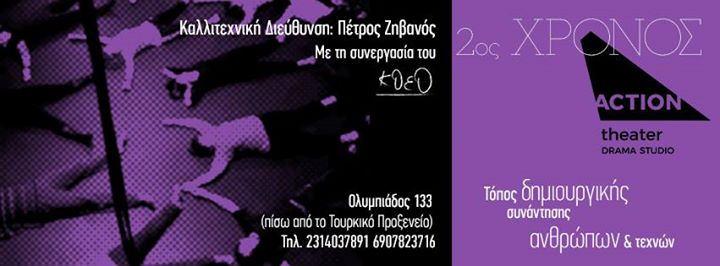 Καλλιτεχνική Διεύθυνση: Πέτρος Ζηβανός
Με τη συνεργασία του
ΚΘΕΘ
Ολυμπιάδος 133
(πίσω από το Τουρκικό Προξενείο)
Τηλ. 2314037891 6907823716
2ος ΧΡΟΝΟΣ
ACTION
theater
DRAMA STUDIO
Τόπος δημιουργικής
συνάντησης
ανθρώπων & τεχνών